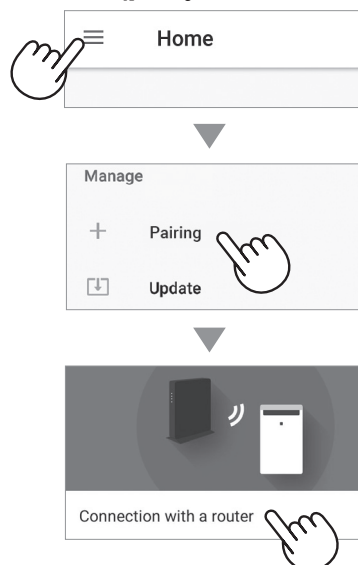 Home
Manage
Pairing
Update
Connection with a router